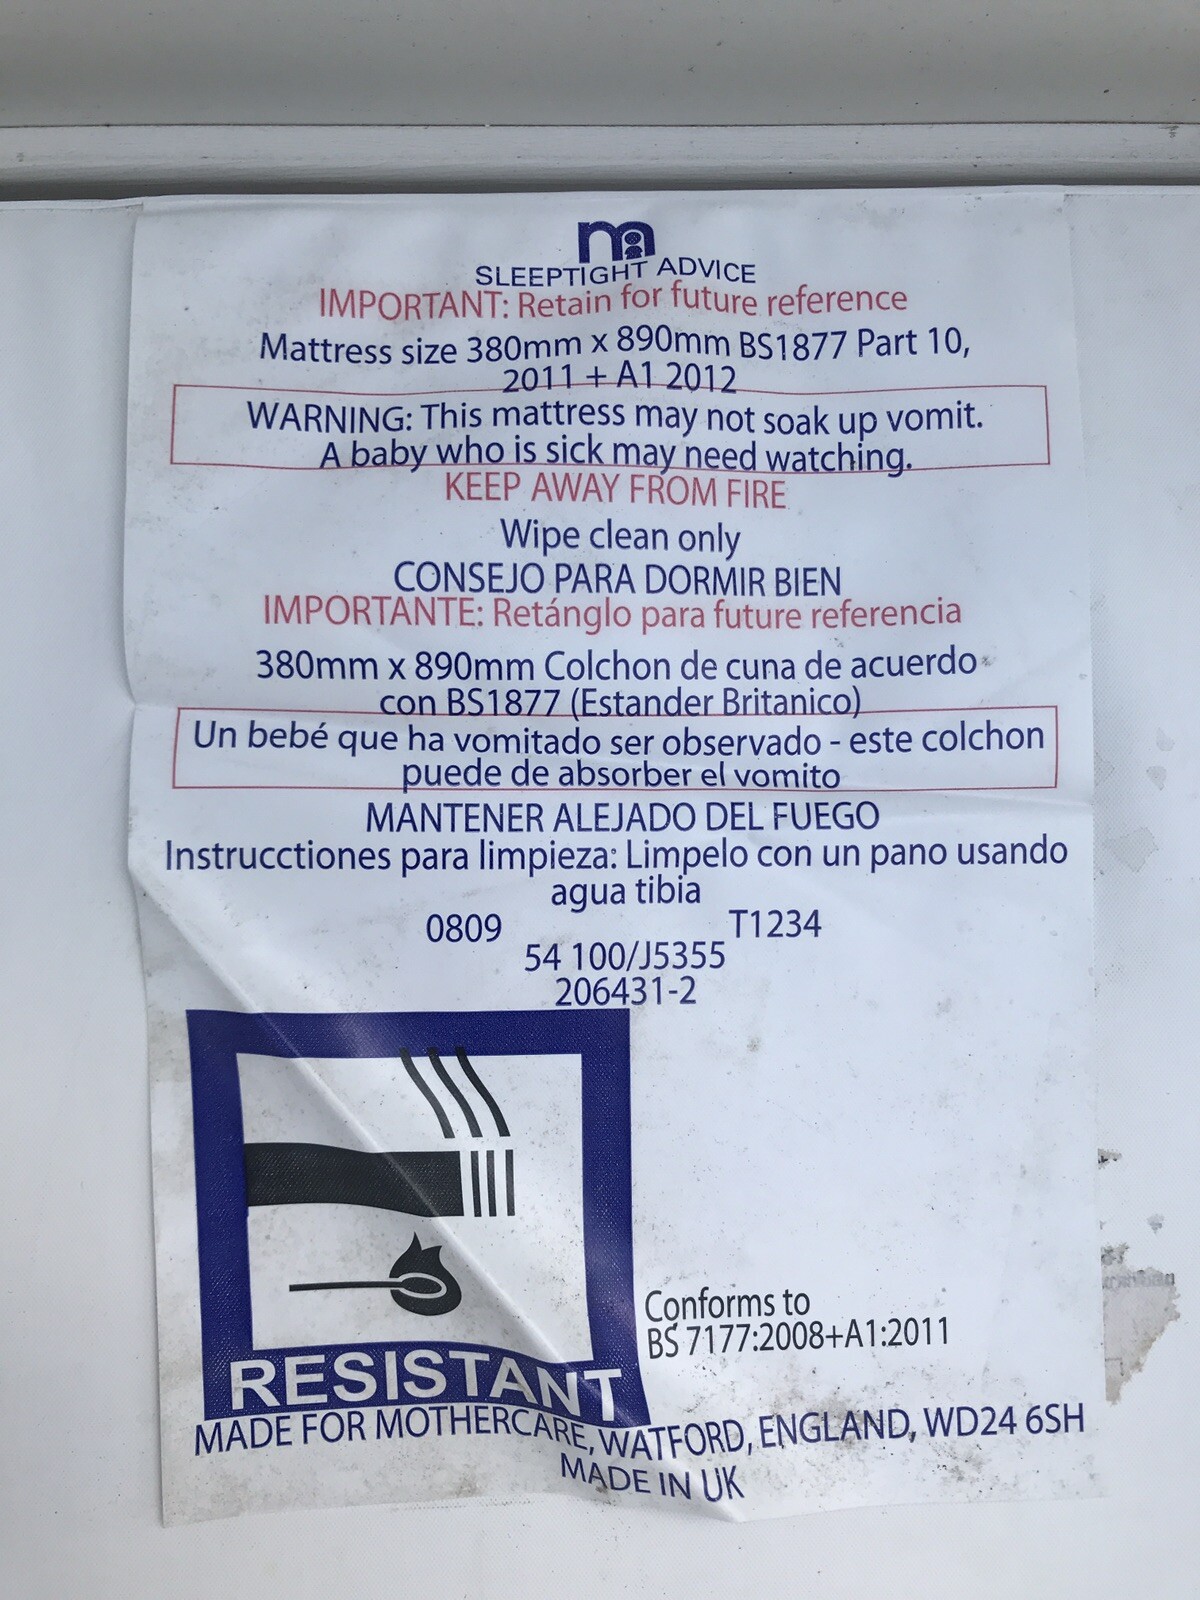 m
SLEEPTIGHT ADVICE
IMPORTANT: Retain for future reference
Mattress size 380mm x 890mm BS1877 Part 10,
2011 + A1 2012
WARNING: This mattress may not soak up vomit.
A baby who is sick may need watching.
KEEP AWAY FROM FIRE
Wipe clean only
CONSEJO PARA DORMIR BIEN
IMPORTANTE: Retánglo para future referencia
380mm x 890mm Colchon de cuna de acuerdo
con BS1877 (Estander Britanico)
Un bebé que ha vomitado ser observado - este colchon
puede de absorber el vomito
MANTENER ALEJADO DEL FUEGO
Instrucctiones para limpieza: Limpelo con un pano usando
agua tibia
0809 T1234
54 100/J5355
206431-2
RESISTANT
Conforms to
BS 7177:2008+A1:2011
MADE FOR MOTHERCARE, WATFORD, ENGLAND, WD24 6SH
MADE IN UK